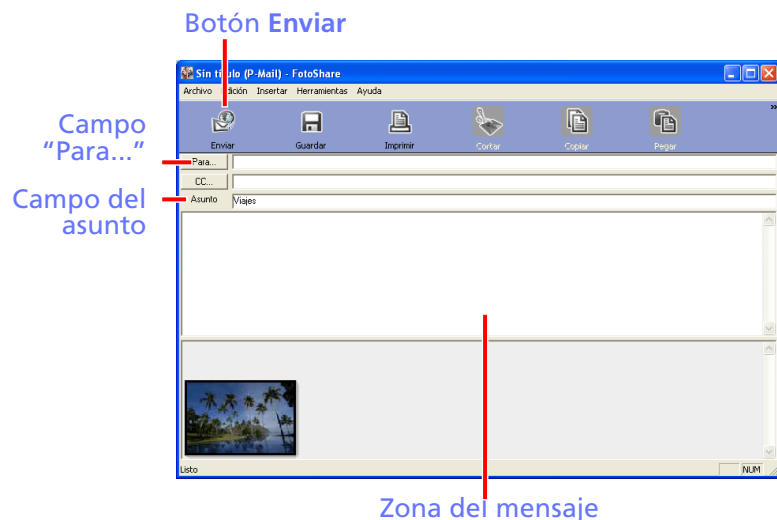 Botón Enviar
Sin título (P-Mail) - FotoShare
Archivo Edición Insertar Herramientas Ayuda
Enviar Guardar Imprimir Cortar Copiar Pegar
»
Campo
"Para..."
Para...
CC...
Campo del
asunto
Asunto Viajes
Listo NUM
Zona del mensaje